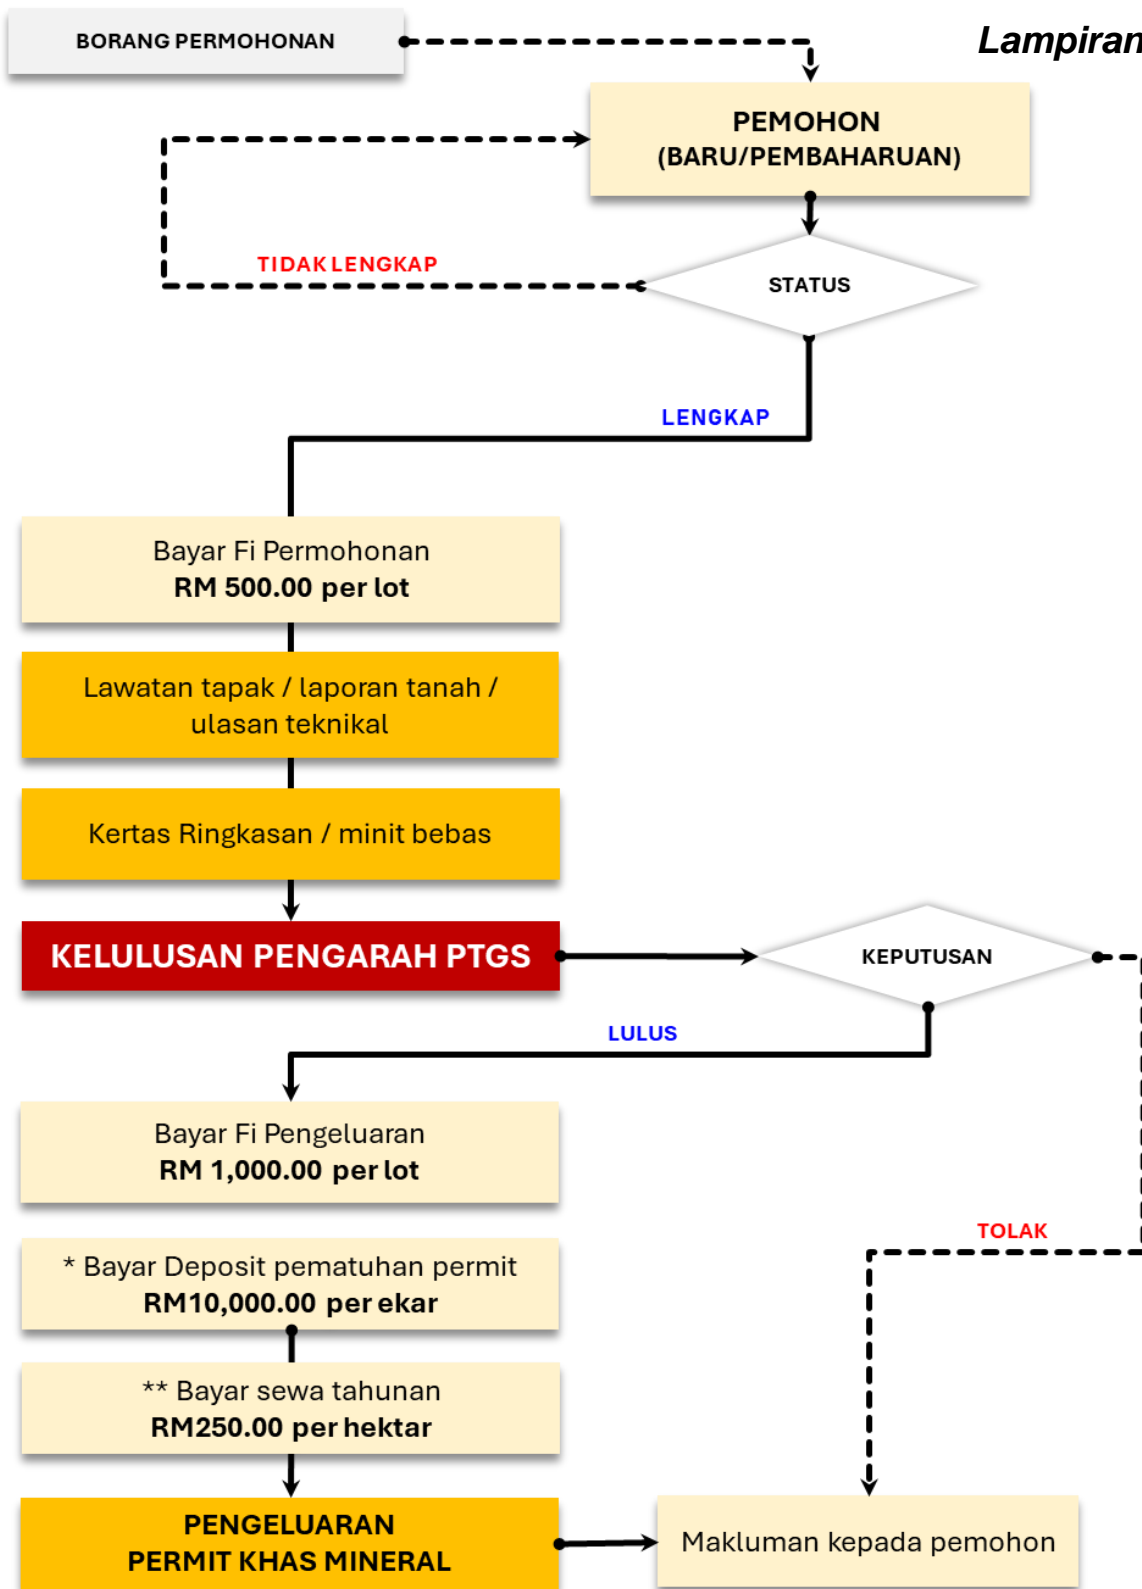 BORANG PERMOHONAN
Lampiran
PEMOHON
(BARU/PEMBAHARUAN)
TIDAK LENGKAP
STATUS
LENGKAP
Bayar Fi Permohonan
RM 500.00 per lot
Lawatan tapak / laporan tanah /
ulasan teknikal
Kertas Ringkasan / minit bebas
KELULUSAN PENGARAH PTGS
KEPUTUSAN
LULUS
Bayar Fi Pengeluaran
RM 1,000.00 per lot
TOLAK
* Bayar Deposit pematuhan permit
RM10,000.00 per ekar
** Bayar sewa tahunan
RM250.00 per hektar
PENGELUARAN
PERMIT KHAS MINERAL
Makluman kepada pemohon